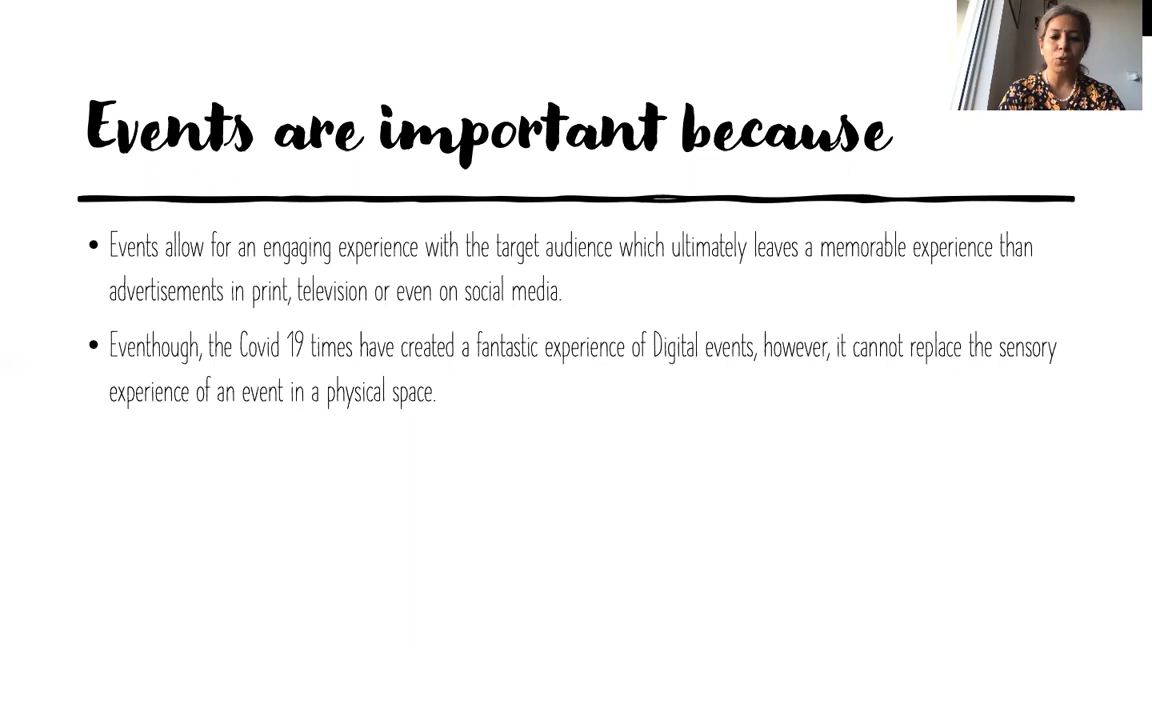 Events are important because
• Events allow for an engaging experience with the target audience which ultimately leaves a memorable experience than
advertisements in print, television or even on social media.
• Eventhough, the Covid 19 times have created a fantastic experience of Digital events, however, it cannot replace the sensory
experience of an event in a physical space.